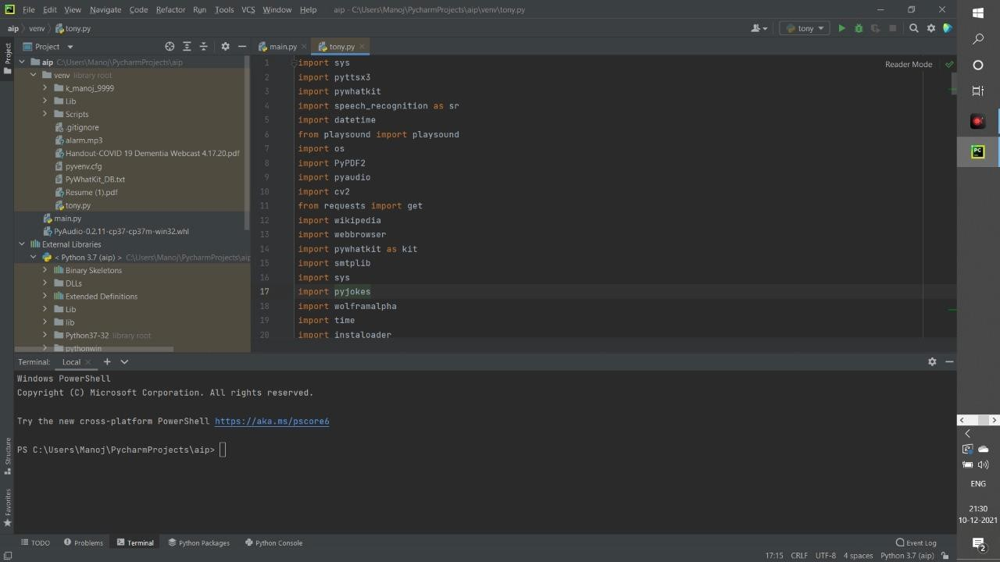 File Edit View Navigate Code Refactor Run Tools VCS Window Help aip - C:\Users\Manoj\PycharmProjects\aip\venv\tony.py
aip venv tony.py
tony
Project
main.py tony.py
Project
aip C:\Users\Manoj\PycharmProjects\aip
venv library root
k_manoj_9999
Lib
Scripts
.gitignore
alarm.mp3
Handout-COVID 19 Dementia Webcast 4.17.20.pdf
pyvenv.cfg
PyWhatKit_DB.txt
Resume (1).pdf
tony.py
main.py
PyAudio-0.2.11-cp37-cp37m-win32.whl
External Libraries
< Python 3.7 (aip) > C:\Users\Manoj\PycharmProjects\aip
Binary Skeletons
DLLs
Extended Definitions
Lib
lib
Python37-32 library root
pythonwin
Reader Mode
1 import sys
2 import pyttsx3
3 import pywhatkit
4 import speech_recognition as sr
5 import datetime
6 from playsound import playsound
7 import os
8 import PyPDF2
9 import pyaudio
10 import cv2
11 from requests import get
12 import wikipedia
13 import webbrowser
14 import pywhatkit as kit
15 import smtplib
16 import sys
17 import pyjokes
18 import wolframalpha
19 import time
20 import instaloader
Terminal: Local
Windows PowerShell
Copyright (C) Microsoft Corporation. All rights reserved.
Try the new cross-platform PowerShell https://aka.ms/pscore6
PS C:\Users\Manoj\PycharmProjects\aip>
Structure
Favorites
TODO Problems Terminal Python Packages Python Console Event Log
17:15 CRLF UTF-8 4 spaces Python 3.7 (aip)
PC
ENG
21:30
10-12-2021
2